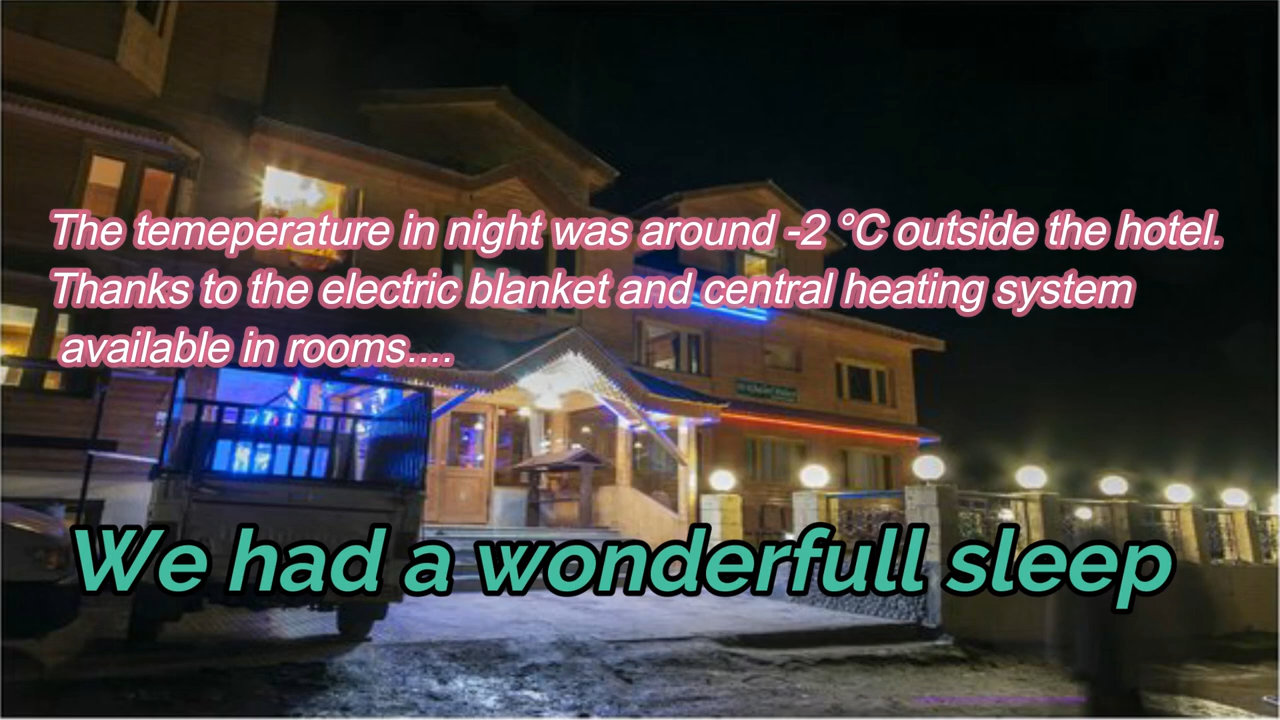 The temeperature in night was around -2 °C outside the hotel.
Thanks to the electric blanket and central heating system
available in rooms....
We had a wonderfull sleep